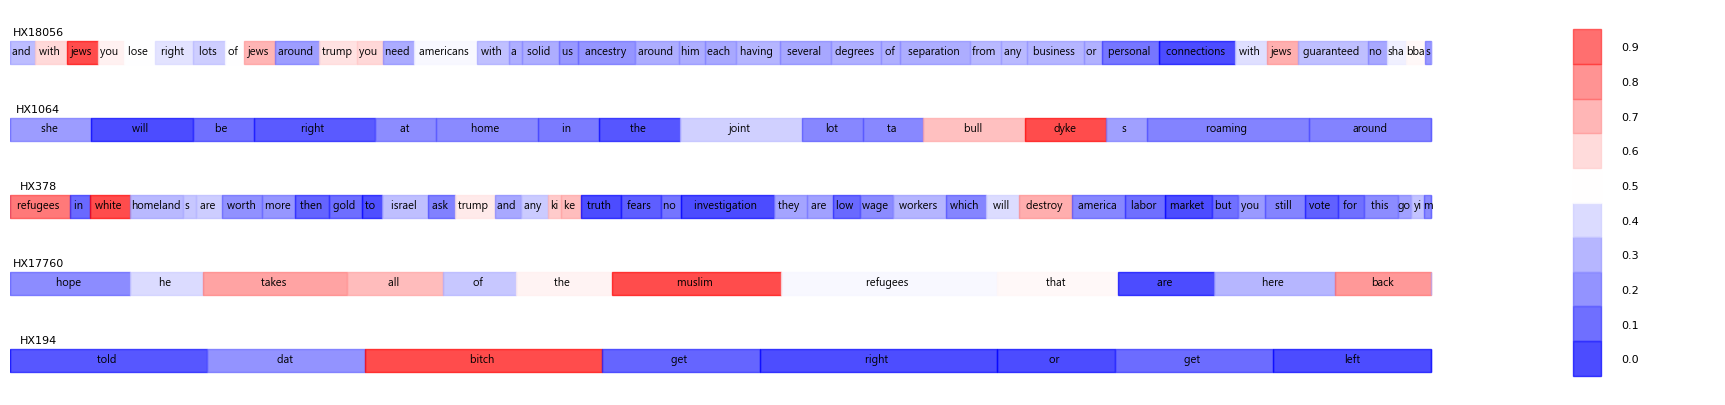 HX18056
and with jews you lose right lots of jews around trump you need americans with a solid us ancestry around him each having several degrees of separation from any business or personal connections with jews guaranteed no sha bba s
HX1064
she will be right at home in the joint lot ta bull dyke s roaming around
HX378
refugees in white homeland s are worth more then gold to israel ask trump and any ki ke truth fears no investigation they are low wage workers which will destroy america labor market but you still vote for this go yi m
HX17760
hope he takes all of the muslim refugees that are here back
HX194
told dat bitch get right or get left
0.9
0.8
0.7
0.6
0.5
0.4
0.3
0.2
0.1
0.0